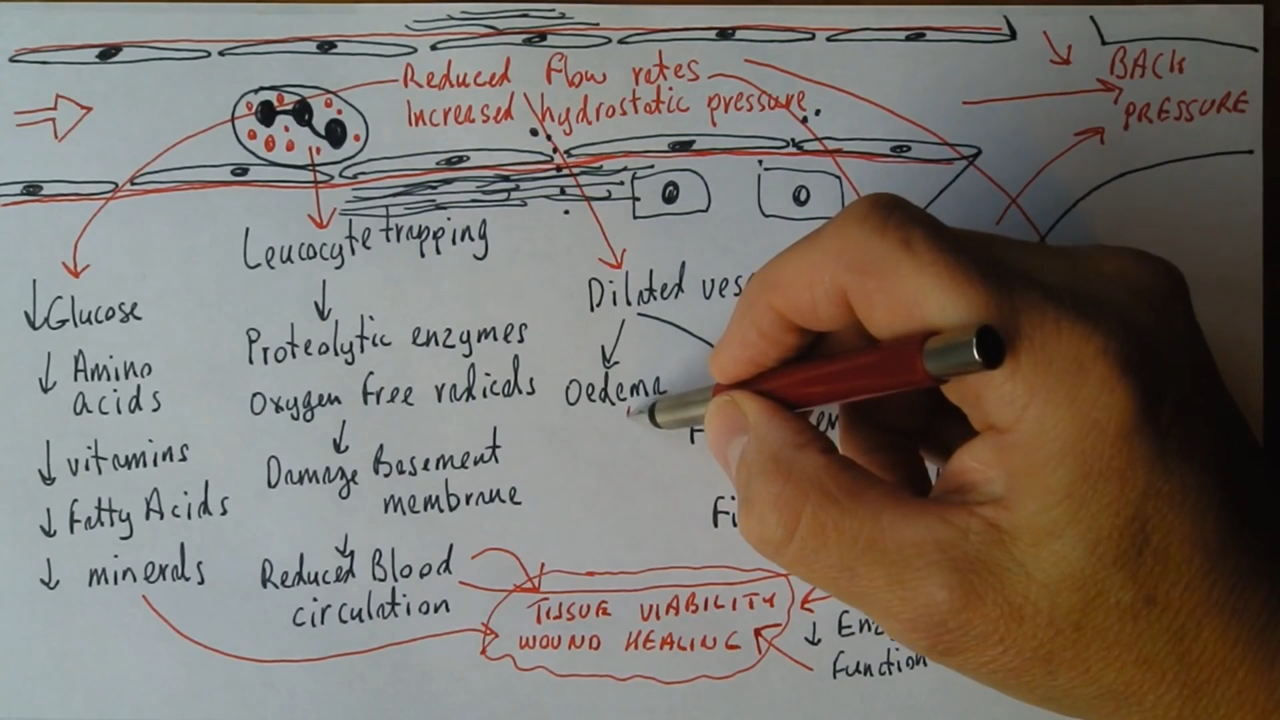 Reduced Flow rates
Increased hydrostatic pressure
BACK
PRESSURE
Leucocyte trapping
Dilated
↓ Glucose
↓
Proteolytic enzymes
↓ Amino
acids
Oxygen free radicals
Oedema
↓ vitamins
↓
Damage Basement
membrane
↓ Fatty Acids
↓ minerals
↓
Reduced Blood
circulation
TISSUE VIABILITY
WOUND HEALING
↓
Function